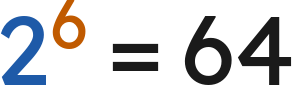 2⁶ = 64